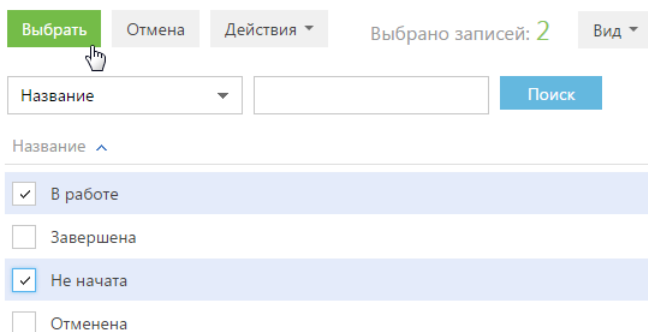 Выбрать Отмена Действия Выбрано записей: 2 Вид
Название Поиск
Название
В работе
Завершена
Не начата
Отменена